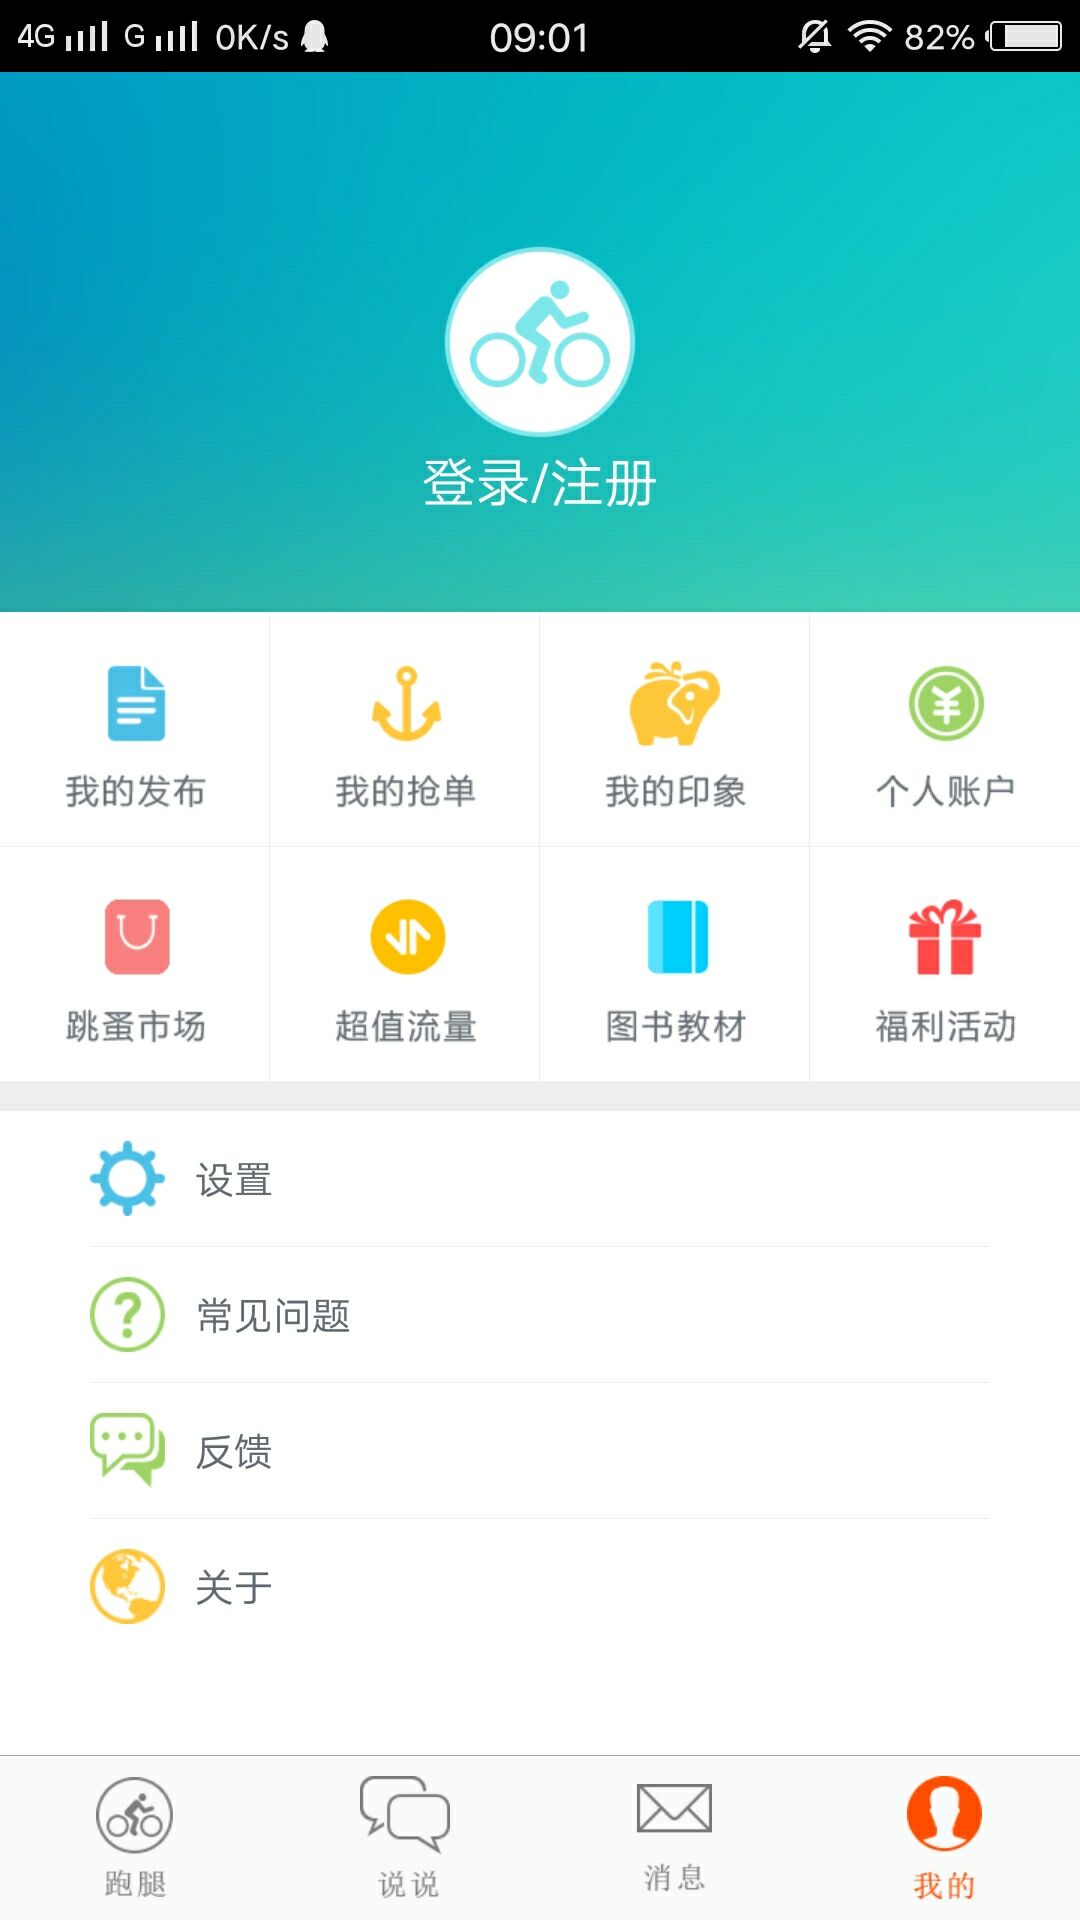 4G G 0K/s 09:01 82%
登录/注册
我的发布 我的抢单 我的印象 个人账户
跳蚤市场 超值流量 图书教材 福利活动
设置
常见问题
反馈
关于
跑腿 说说 消息 我的